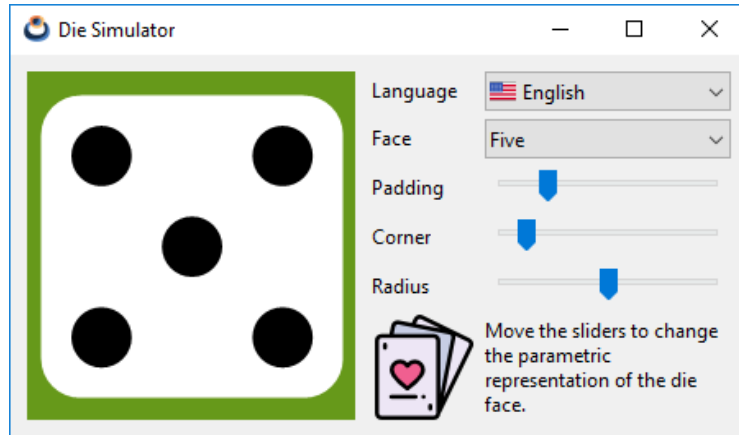 Die Simulator
Language
English
Face
Five
Padding
Corner
Radius
Move the sliders to change
the parametric
representation of the die
face.